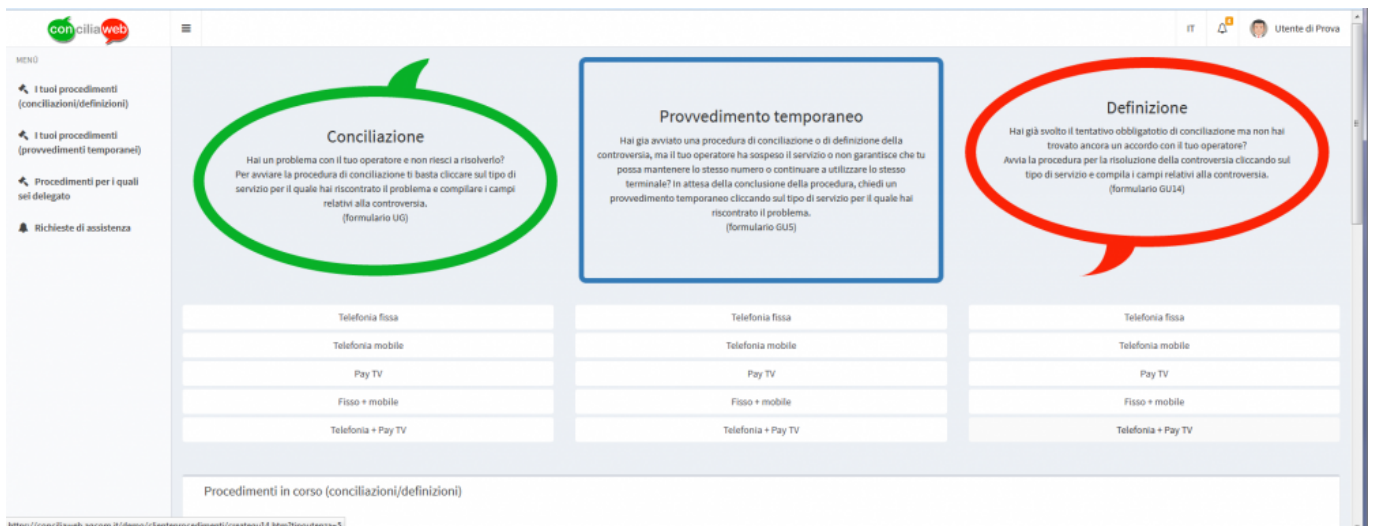 conciliaweb
IT
4
Utente di Prova
MENÙ
I tuoi procedimenti
(conciliazioni/definizioni)
I tuoi procedimenti
(provvedimenti temporanei)
Procedimenti per i quali
sei delegato
Richieste di assistenza
Conciliazione
Hai un problema con il tuo operatore e non riesci a risolverlo?
Per avviare la procedura di conciliazione ti basta cliccare sul tipo di
servizio per il quale hai riscontrato il problema e compilare i campi
relativi alla controversia.
(formulario UG)
Provvedimento temporaneo
Hai gia avviato una procedura di conciliazione o di definizione della
controversia, ma il tuo operatore ha sospeso il servizio o non garantisce che tu
possa mantenere lo stesso numero o continuare a utilizzare lo stesso
terminale? In attesa della conclusione della procedura, chiedi un
provvedimento temporaneo cliccando sul tipo di servizio per il quale hai
riscontrato il problema.
(formulario GU5)
Definizione
Hai già svolto il tentativo obbligatotio di conciliazione ma non hai
trovato ancora un accordo con il tuo operatore?
Avvia la procedura per la risoluzione della controversia cliccando sul
tipo di servizio e compila i campi relativi alla controversia.
(formulario GU14)
Telefonia fissa
Telefonia mobile
Pay TV
Fisso + mobile
Telefonia + Pay TV
Telefonia fissa
Telefonia mobile
Pay TV
Fisso + mobile
Telefonia + Pay TV
Telefonia fissa
Telefonia mobile
Pay TV
Fisso + mobile
Telefonia + Pay TV
Procedimenti in corso (conciliazioni/definizioni)